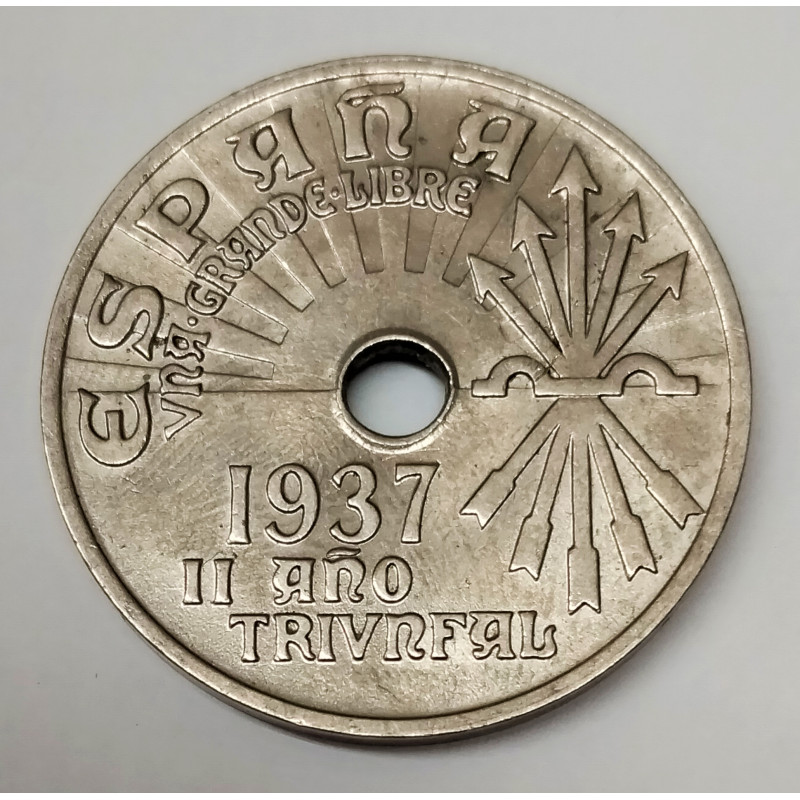 ESPAÑA
VNA·GRANDE·LIBRE
1937
II AÑO
TRIVNFAL